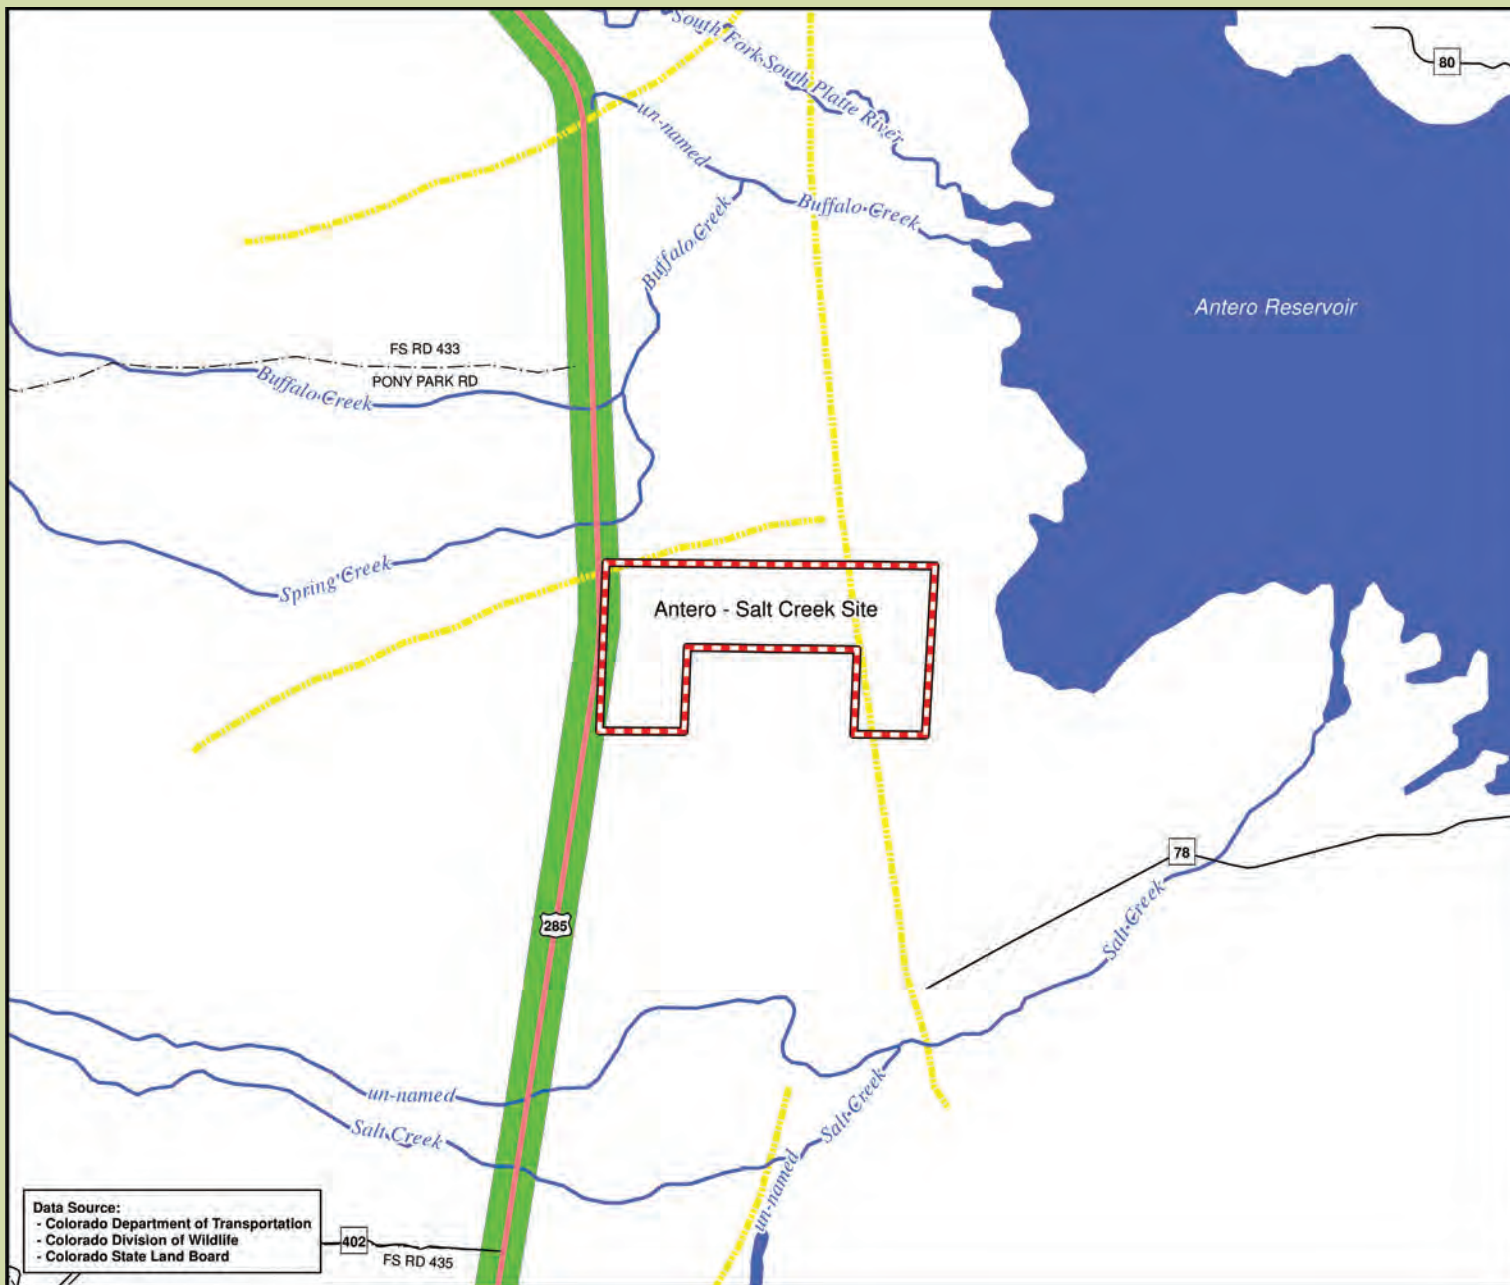 South Fork South Platte River
80
un-named
Buffalo Creek
Buffalo Creek
Antero Reservoir
FS RD 433
PONY PARK RD
Buffalo Creek
Spring Creek
Antero - Salt Creek Site
78
Salt Creek
285
un-named
Salt Creek
Salt Creek
un-named
Data Source:
- Colorado Department of Transportation
- Colorado Division of Wildlife
- Colorado State Land Board
402
FS RD 435